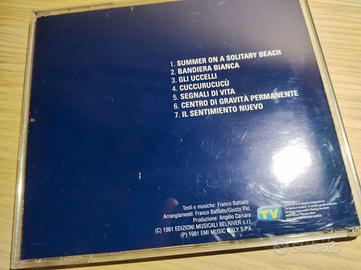 1. SUMMER ON A SOLITARY BEACH
2. BANDIERA BIANCA
3. GLI UCCELLI
4. CUCCURUCUCÙ
5. SEGNALI DI VITA
6. CENTRO DI GRAVITÀ PERMANENTE
7. IL SENTIMIENTO NUEVO
Testi e musiche: Franco Battiato
Arrangiamenti: Franco Battiato/Giusto Pio
Produzione: Angelo Carrara
(C) 1981 EDIZIONI MUSICALI BELRIVER s.r.l.
(P) 1981 EMI MUSIC ITALY S.P.A.
TV